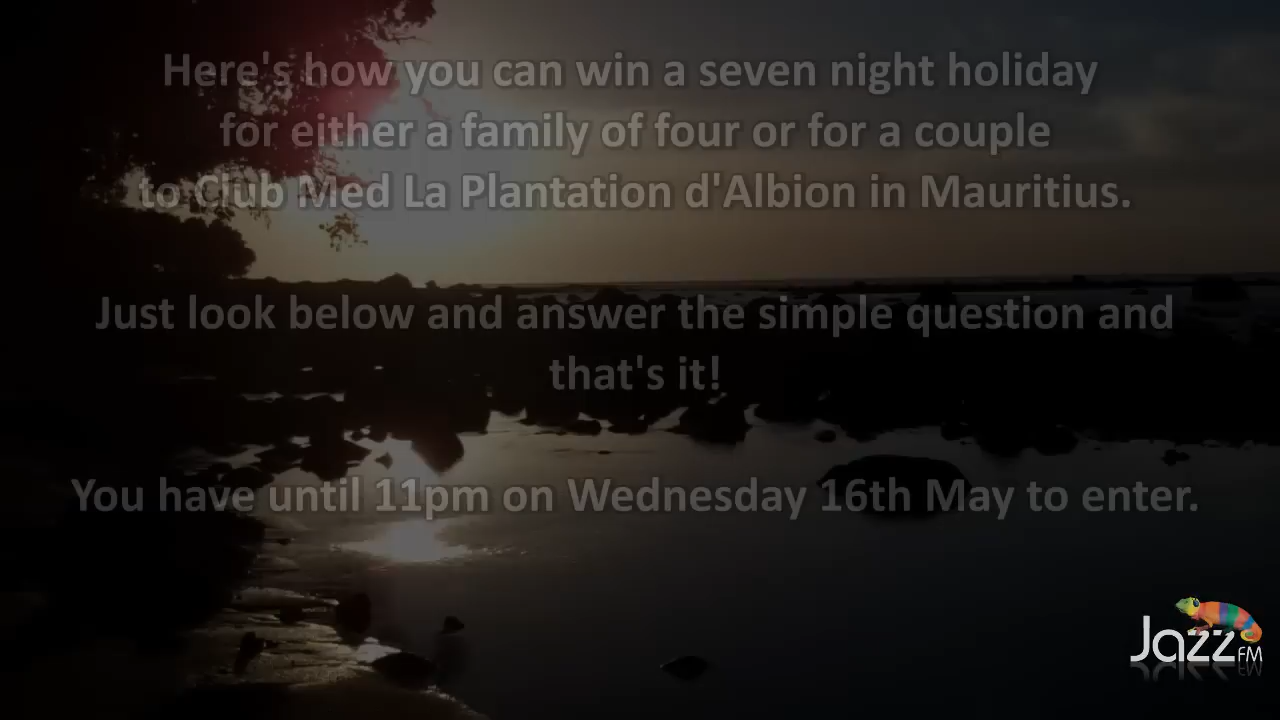 Here's how you can win a seven night holiday
for either a family of four or for a couple
to Club Med La Plantation d'Albion in Mauritius.
Just look below and answer the simple question and
that's it!
You have until 11pm on Wednesday 16th May to enter.
Jazz FM